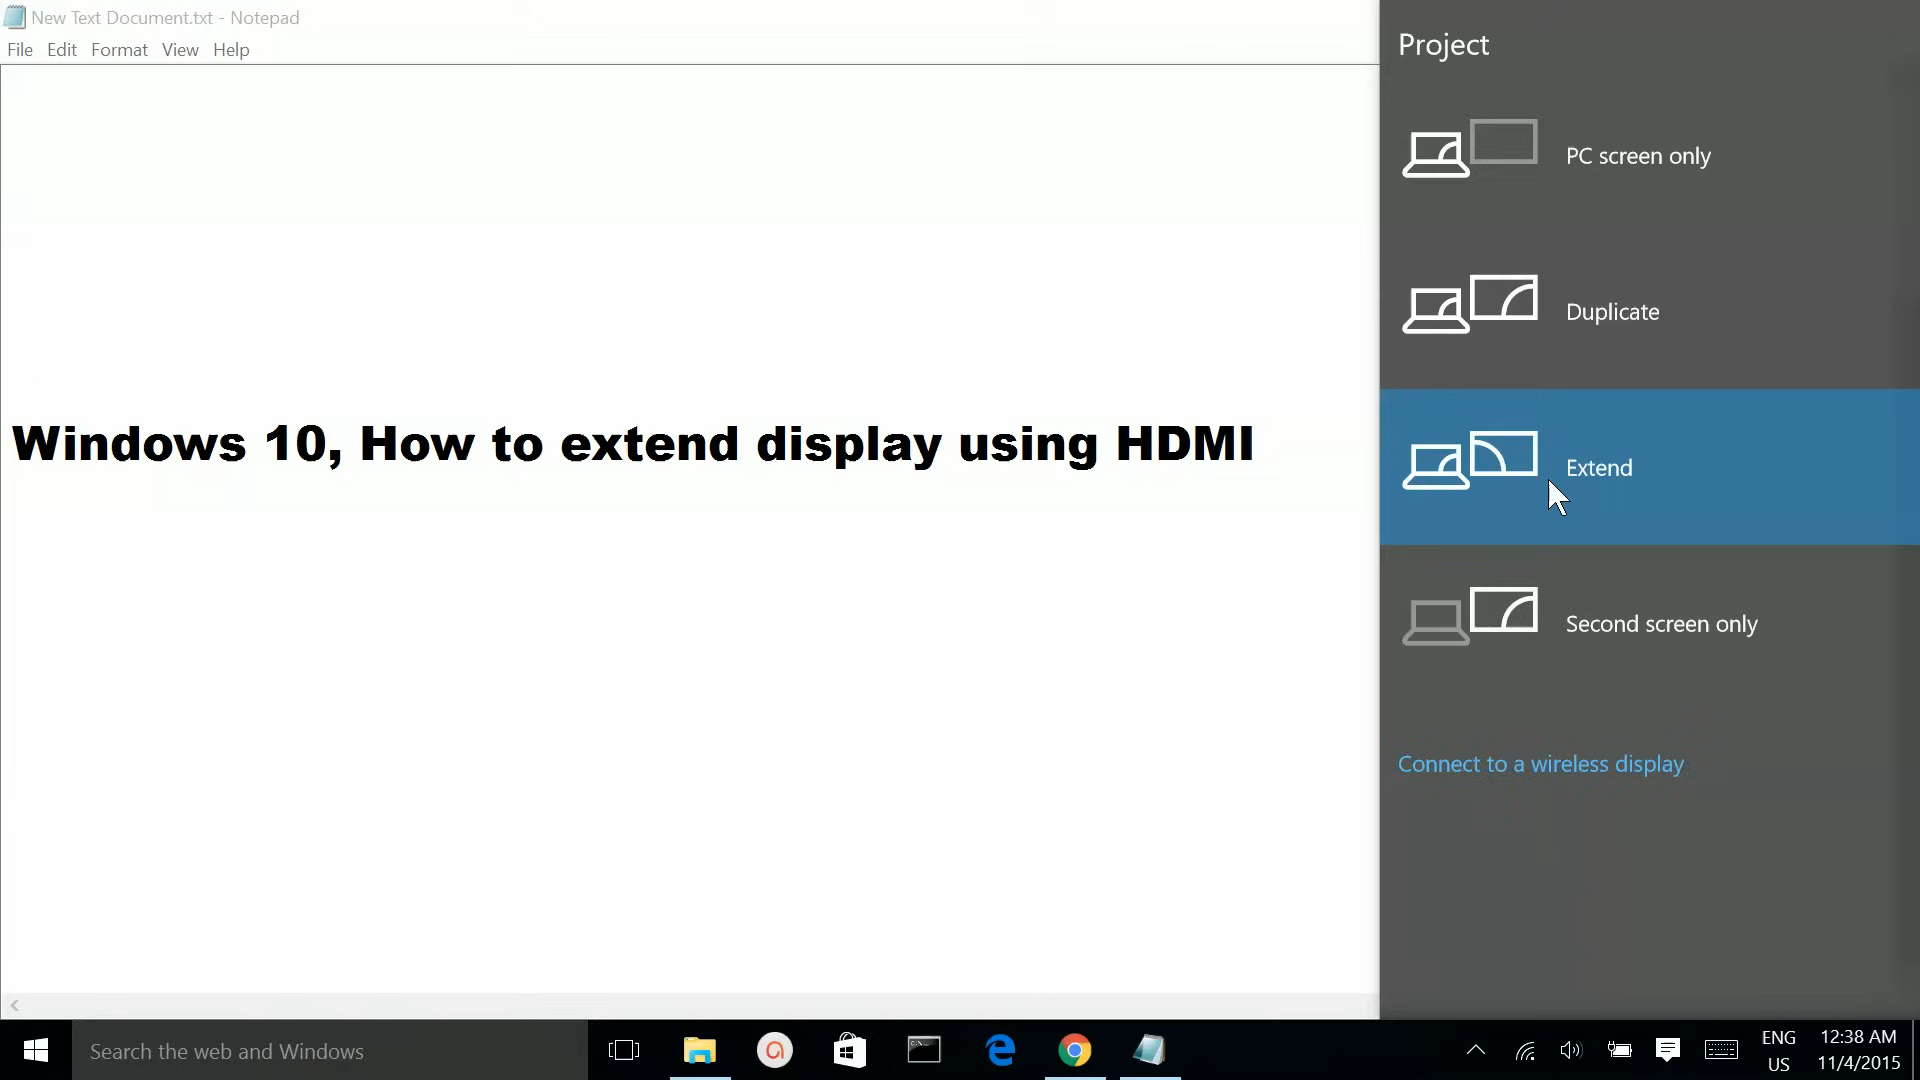 New Text Document.txt - Notepad
File Edit Format View Help
Windows 10, How to extend display using HDMI
Project
PC screen only
Duplicate
Extend
Second screen only
Connect to a wireless display
Search the web and Windows
ENG
US
12:38 AM
11/4/2015